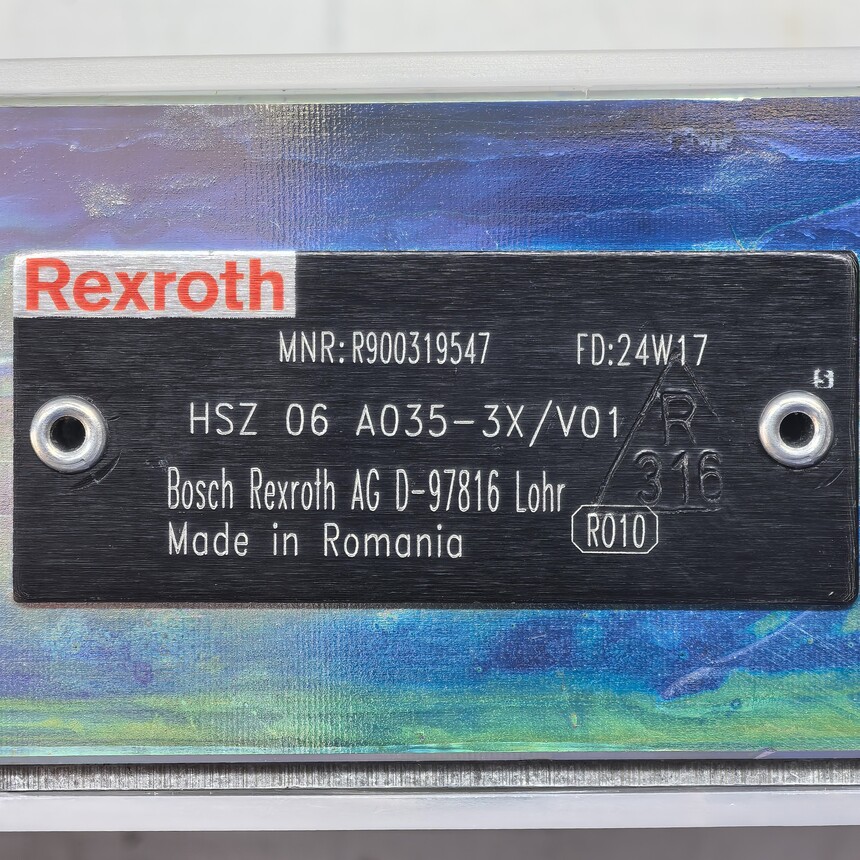 Rexroth
MNR:R900319547 FD:24W17
HSZ 06 A035-3X/V01
R
316
Bosch Rexroth AG D-97816 Lohr
Made in Romania
R010